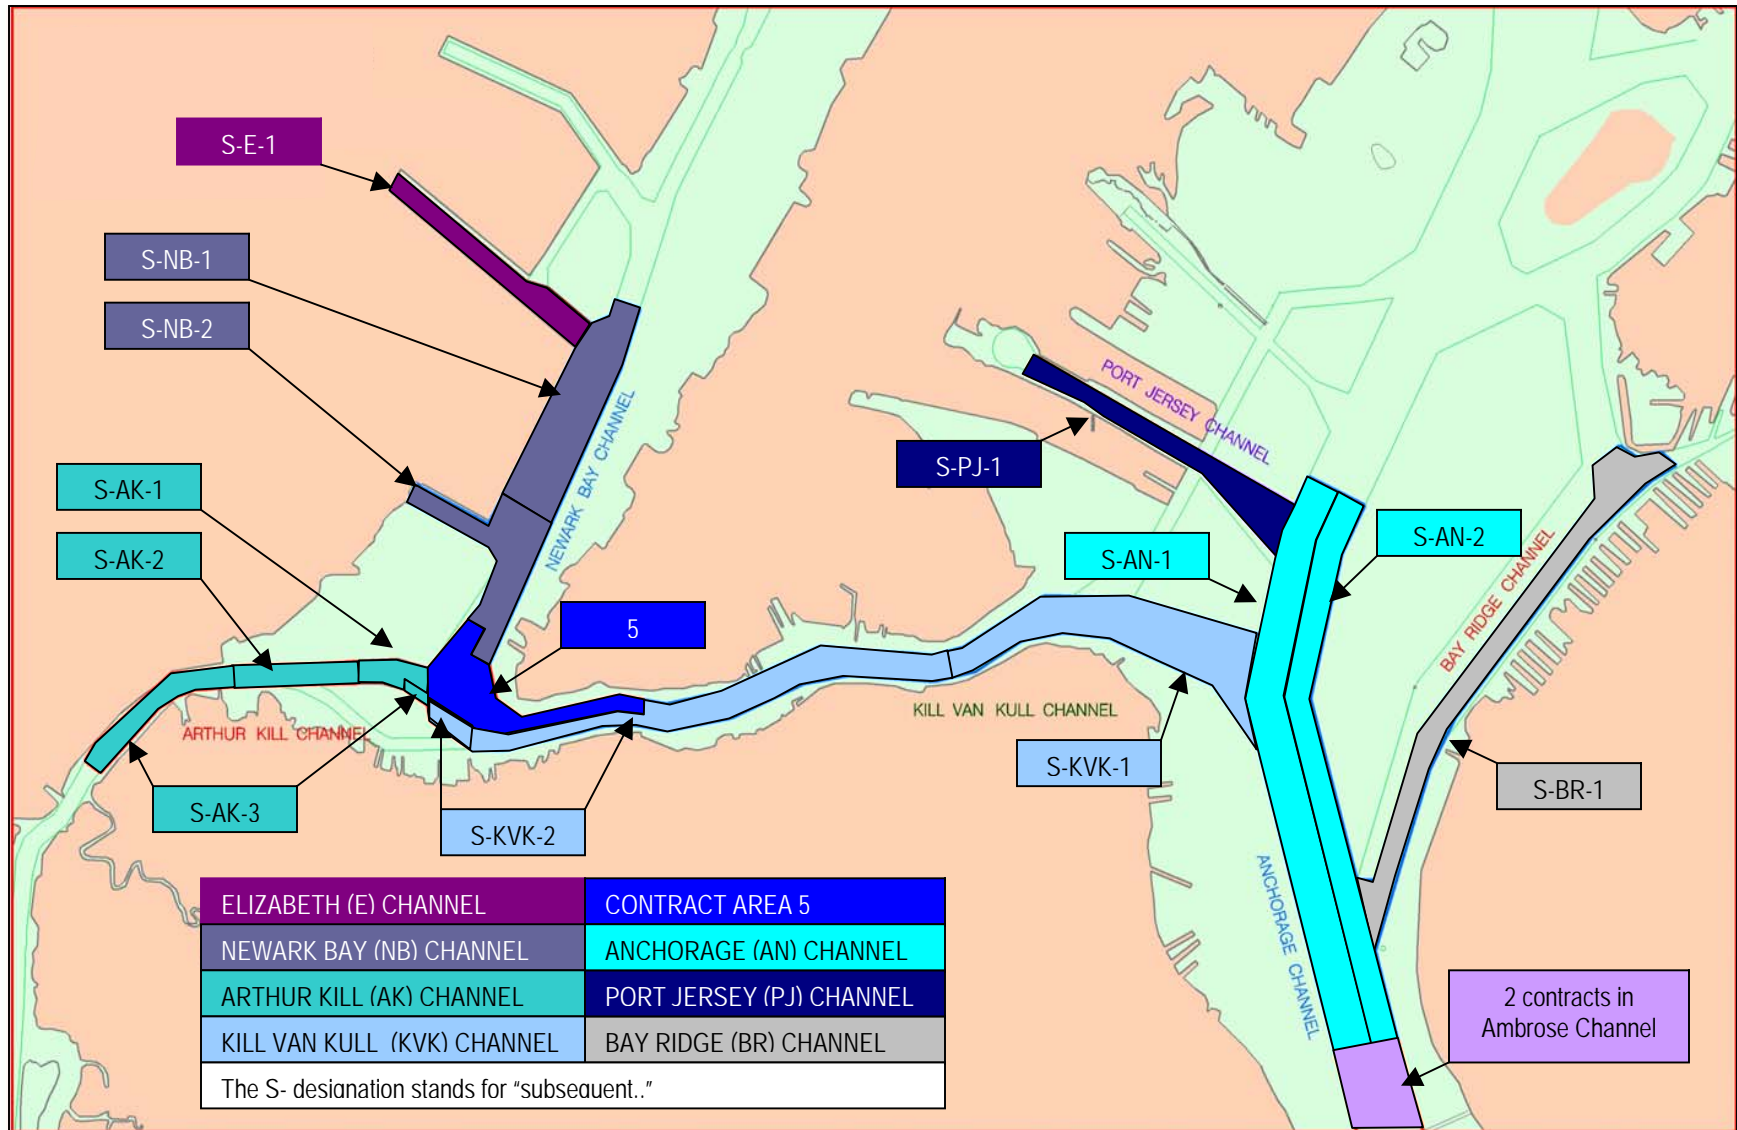 S-E-1
S-NB-1
S-NB-2
S-AK-1
S-AK-2
S-AK-3
5
S-KVK-2
S-PJ-1
S-AN-1
S-AN-2
S-KVK-1
S-BR-1
2 contracts in
Ambrose Channel
NEWARK BAY CHANNEL
PORT JERSEY CHANNEL
BAY RIDGE CHANNEL
KILL VAN KULL CHANNEL
ARTHUR KILL CHANNEL
ANCHORAGE CHANNEL
ELIZABETH (E) CHANNEL
CONTRACT AREA 5
NEWARK BAY (NB) CHANNEL
ANCHORAGE (AN) CHANNEL
ARTHUR KILL (AK) CHANNEL
PORT JERSEY (PJ) CHANNEL
KILL VAN KULL (KVK) CHANNEL
BAY RIDGE (BR) CHANNEL
The S- designation stands for “subsequent..”